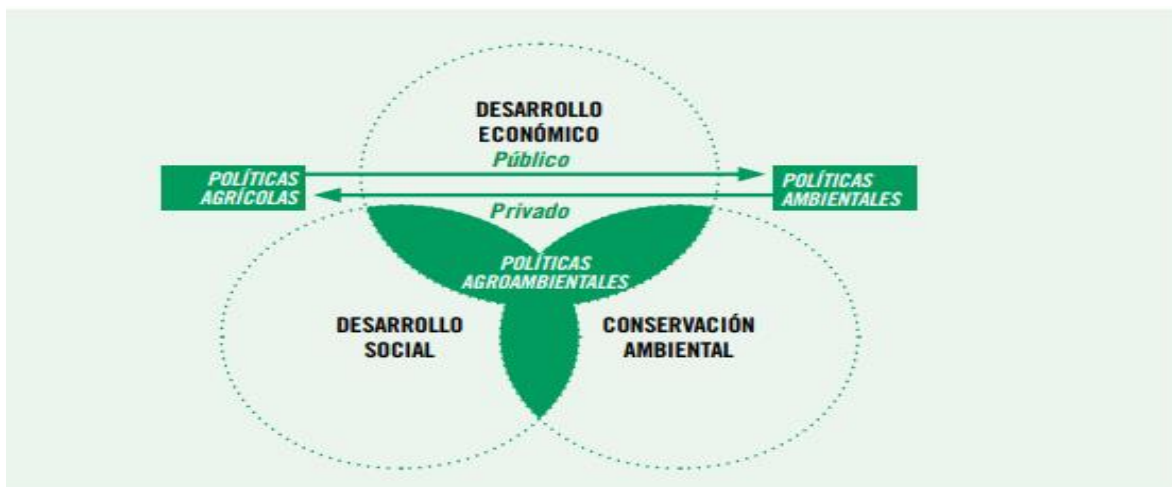 DESARROLLO
ECONÓMICO
Público
POLÍTICAS
AGRÍCOLAS
POLÍTICAS
AMBIENTALES
Privado
POLÍTICAS
AGROAMBIENTALES
DESARROLLO
SOCIAL
CONSERVACIÓN
AMBIENTAL